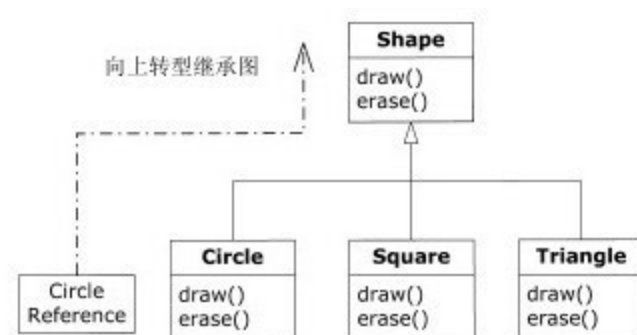 Shape
draw()
erase()
向上转型继承图
Circle
draw()
erase()
Square
draw()
erase()
Triangle
draw()
erase()
Circle
Reference